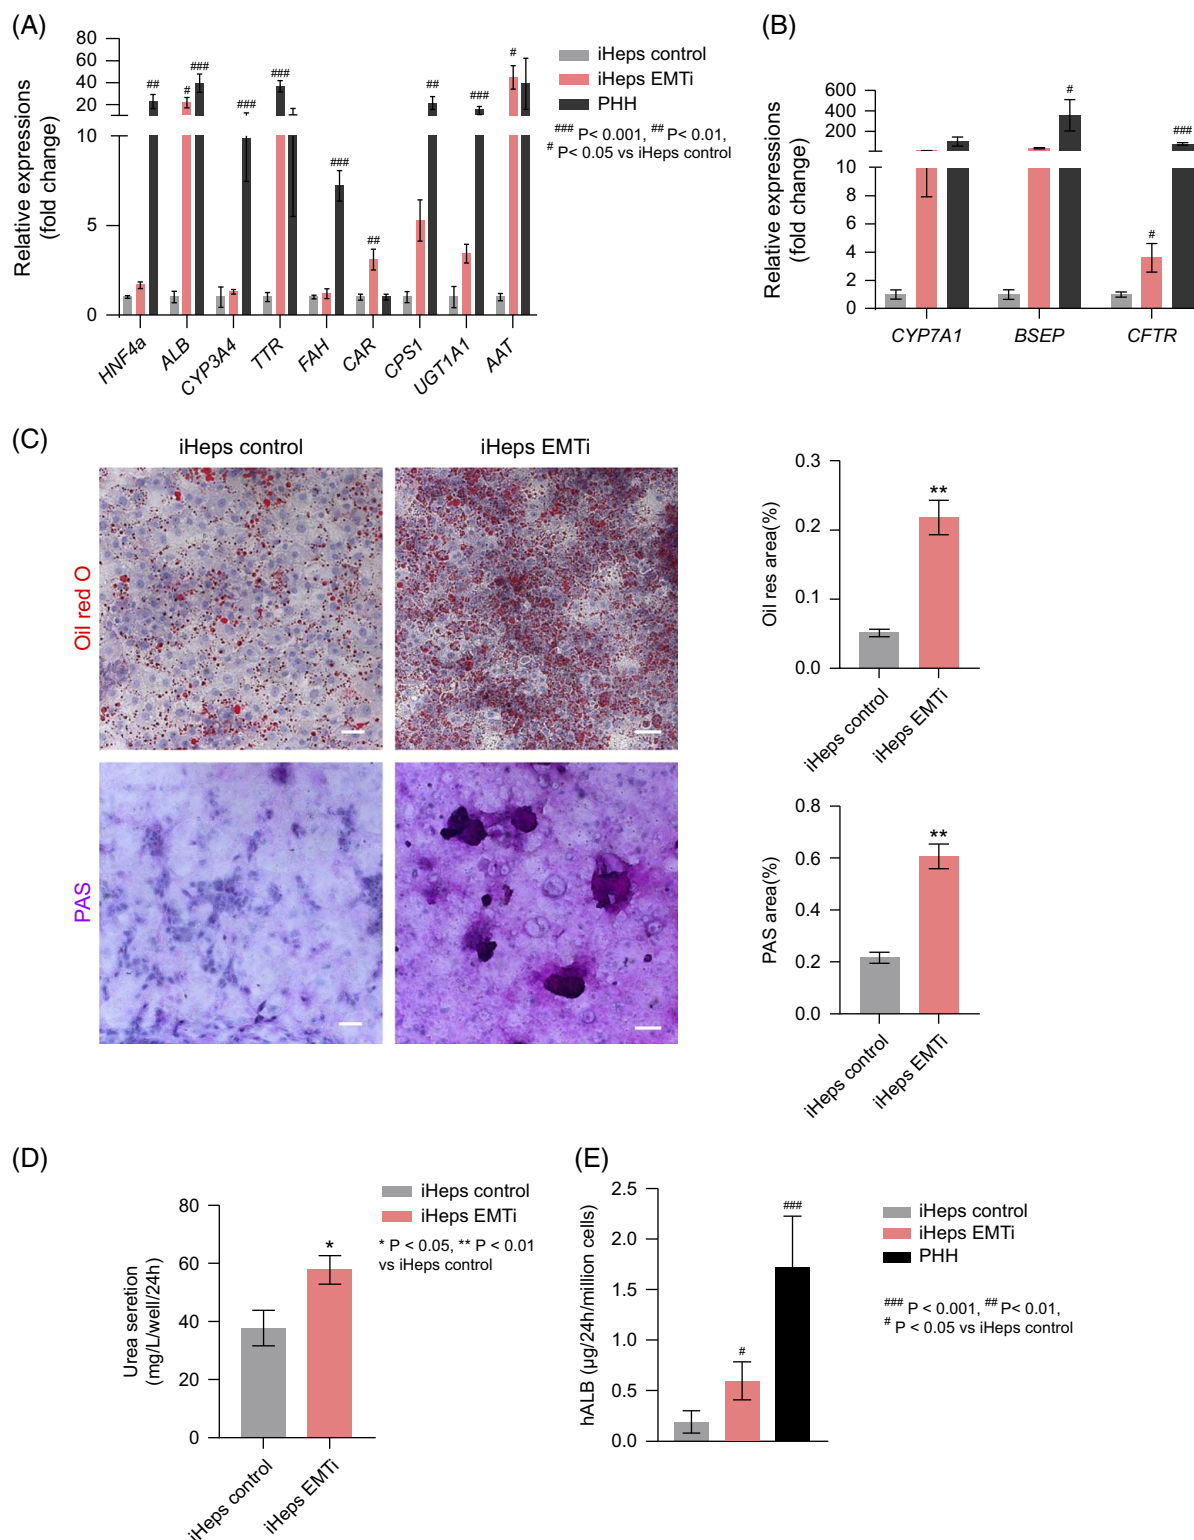 (A)
80
60
40
20
10
5
0
Relative expressions
(fold change)
##
#
###
###
###
###
##
##
###
#
HNF4a
ALB
CYP3A4
TTR
FAH
CAR
CPS1
UGT1A1
AAT
iHeps control
iHeps EMTi
PHH
### P< 0.001, ## P< 0.01,
# P< 0.05 vs iHeps control
(B)
600
400
200
10
8
6
4
2
0
Relative expressions
(fold change)
#
#
###
CYP7A1
BSEP
CFTR
(C)
iHeps control
iHeps EMTi
Oil red O
PAS
0.3
0.2
0.1
0.0
Oil res area(%)
**
iHeps control
iHeps EMTi
0.8
0.6
0.4
0.2
0.0
PAS area(%)
**
iHeps control
iHeps EMTi
(D)
80
60
40
20
0
Urea seretion
(mg/L/well/24h)
*
iHeps control
iHeps EMTi
iHeps control
iHeps EMTi
* P < 0.05, ** P < 0.01
vs iHeps control
(E)
2.5
2.0
1.5
1.0
0.5
0.0
hALB (µg/24h/million cells)
#
###
iHeps control
iHeps EMTi
PHH
### P < 0.001, ## P< 0.01,
# P < 0.05 vs iHeps control